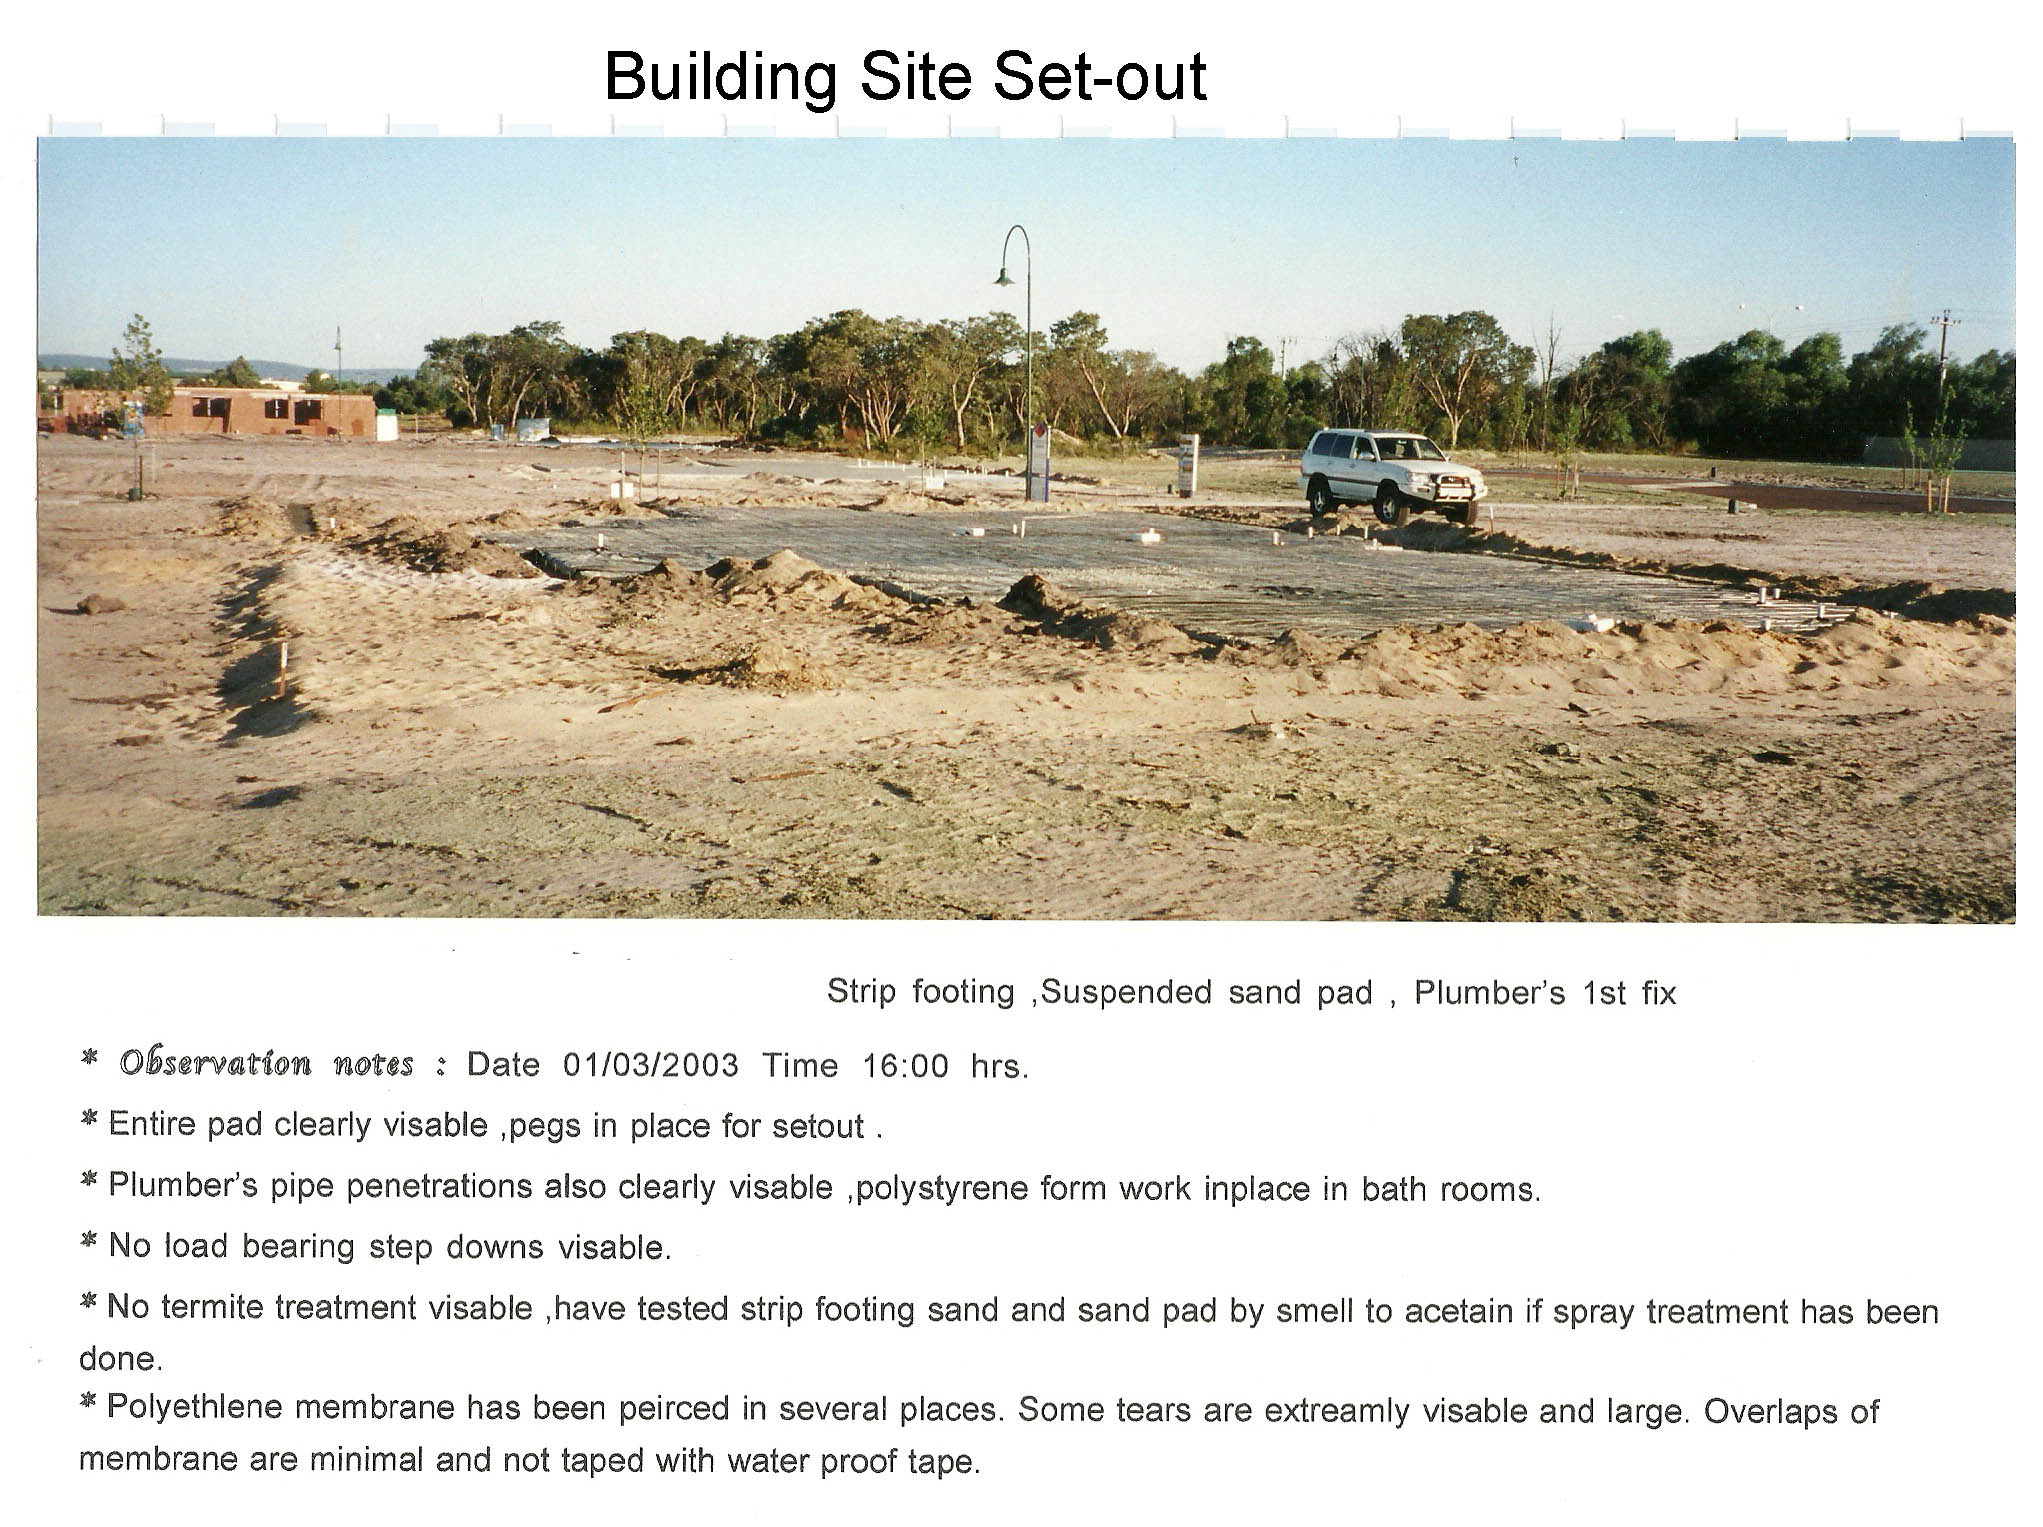 Building Site Set-out
Strip footing ,Suspended sand pad , Plumber's 1st fix
* Observation notes : Date 01/03/2003 Time 16:00 hrs.
* Entire pad clearly visable ,pegs in place for setout .
* Plumber's pipe penetrations also clearly visable ,polystyrene form work inplace in bath rooms.
* No load bearing step downs visable.
* No termite treatment visable ,have tested strip footing sand and sand pad by smell to acetain if spray treatment has been
done.
* Polyethlene membrane has been peirced in several places. Some tears are extreamly visable and large. Overlaps of
membrane are minimal and not taped with water proof tape.